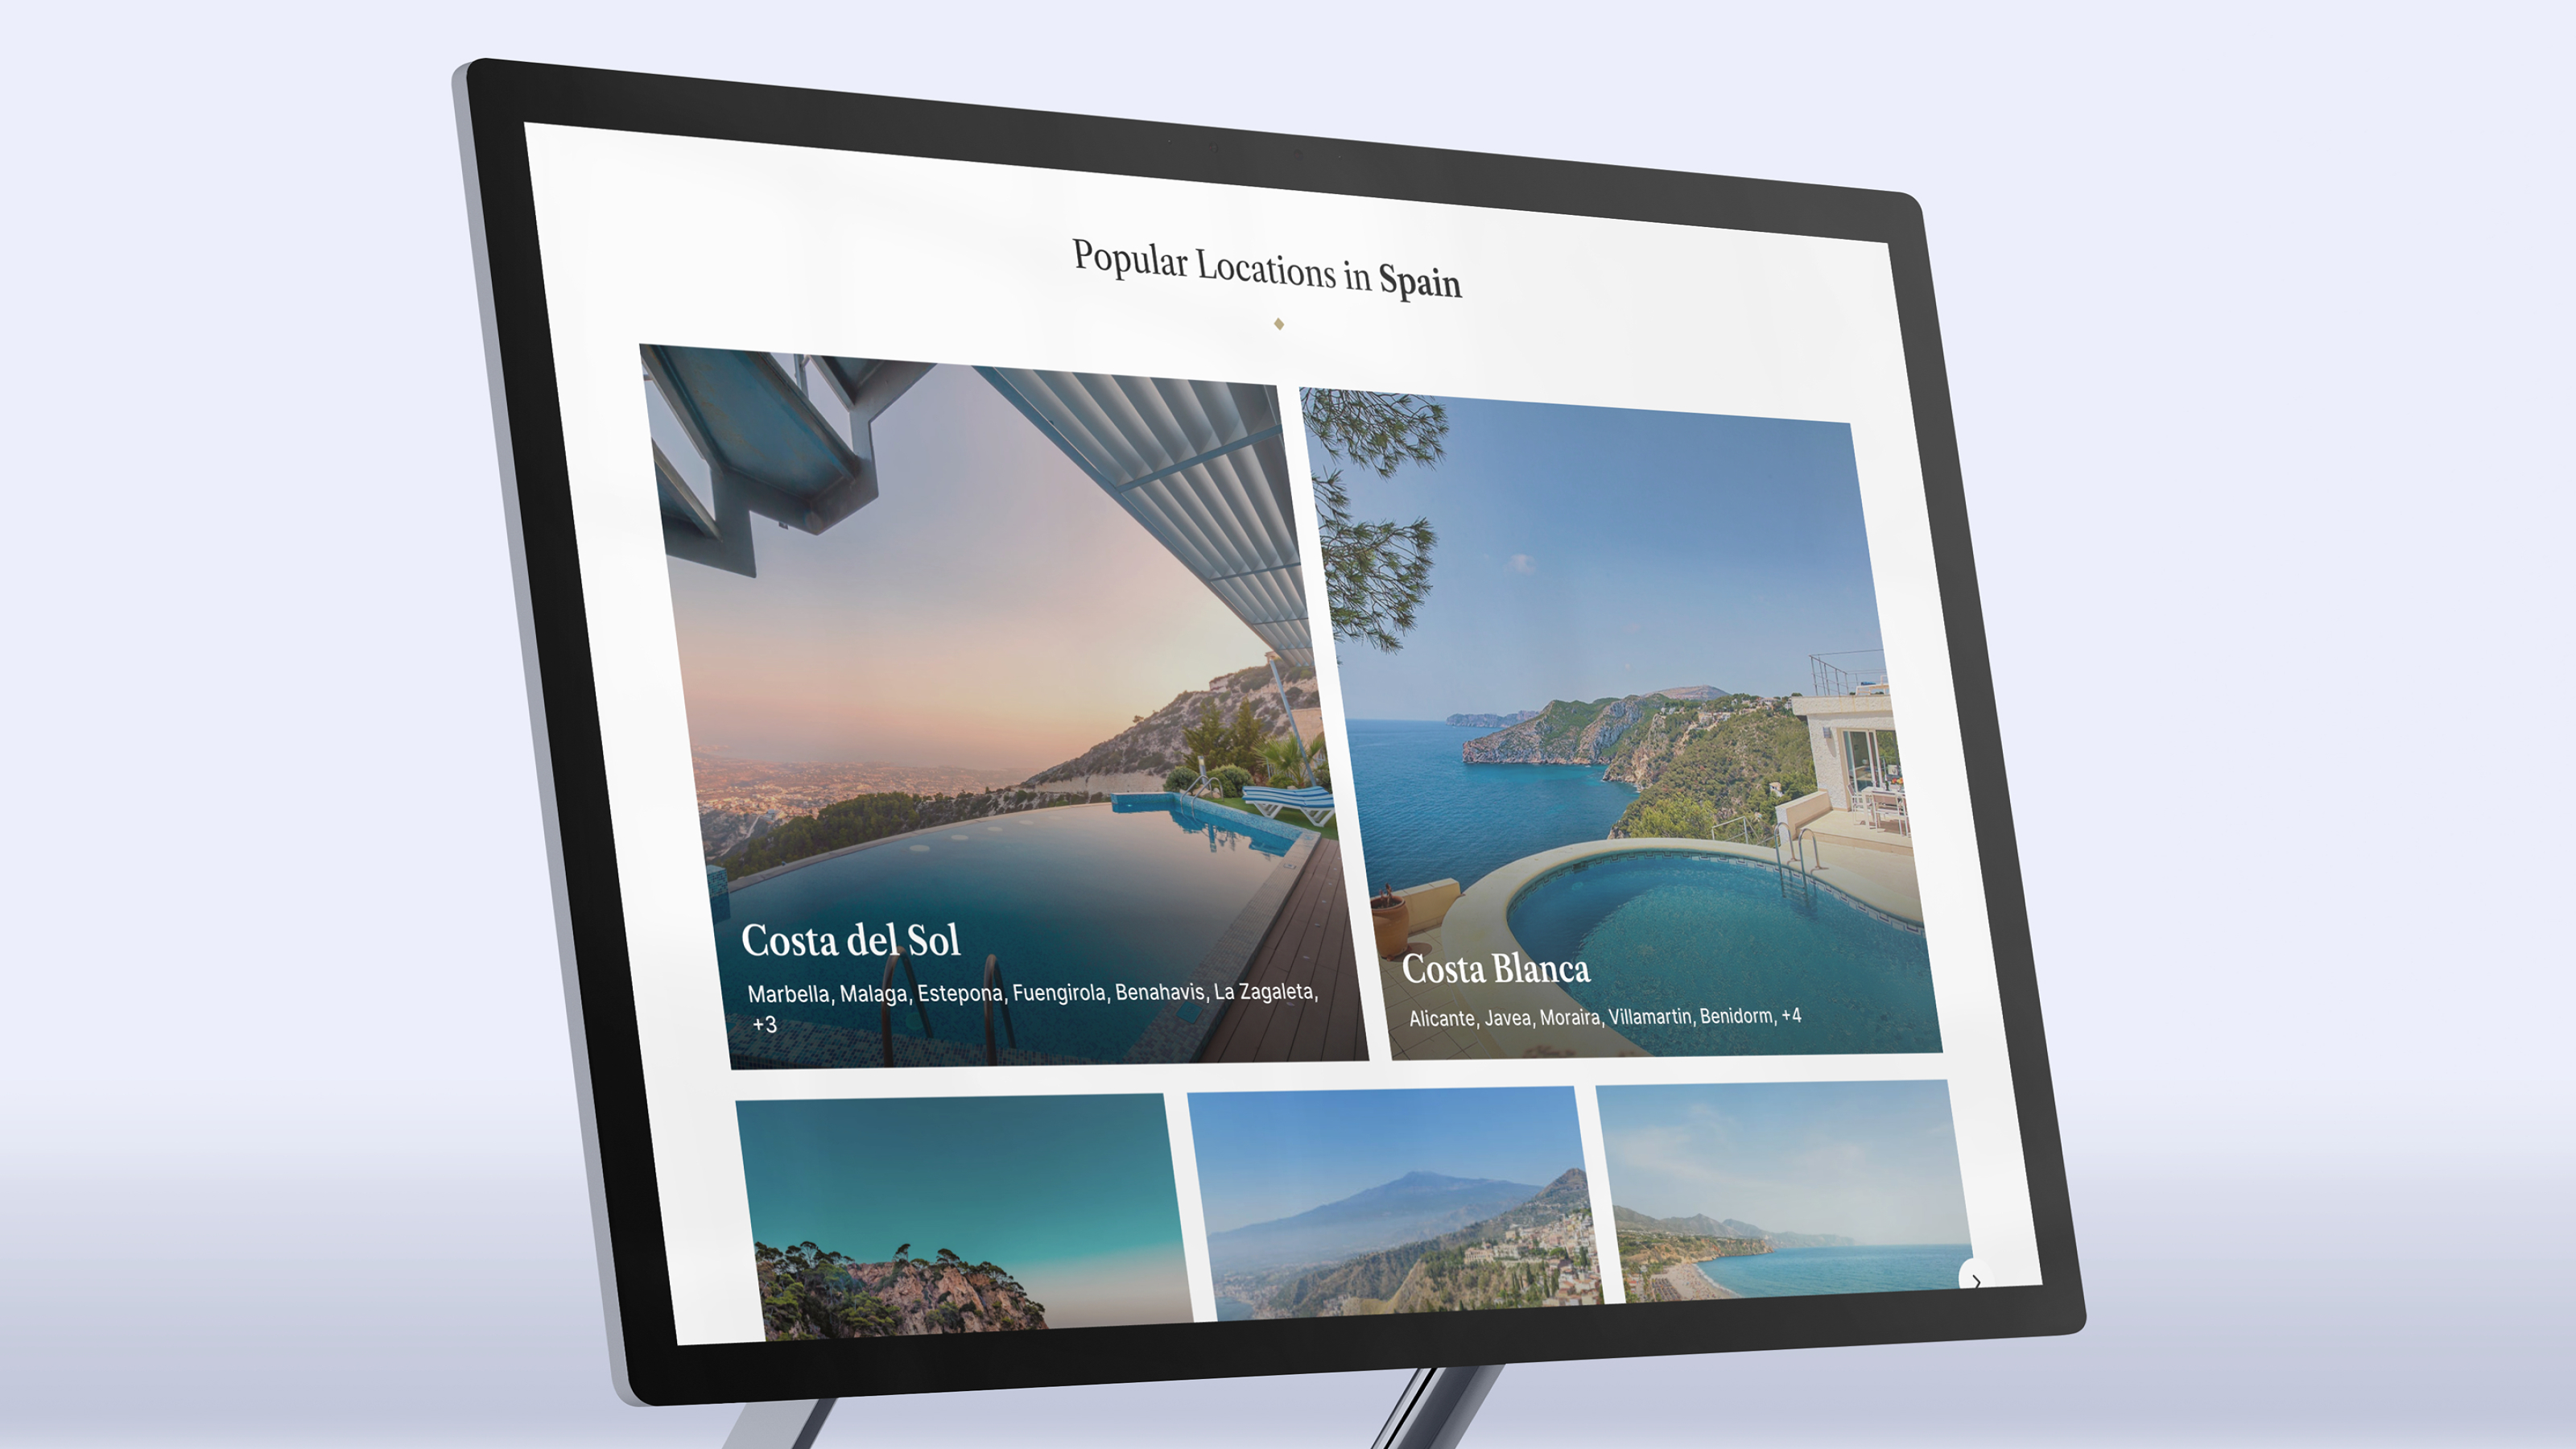 Popular Locations in Spain
Costa del Sol
Marbella, Malaga, Estepona, Fuengirola, Benahavis, La Zagaleta,
+3
Costa Blanca
Alicante, Javea, Moraira, Villamartin, Benidorm, +4